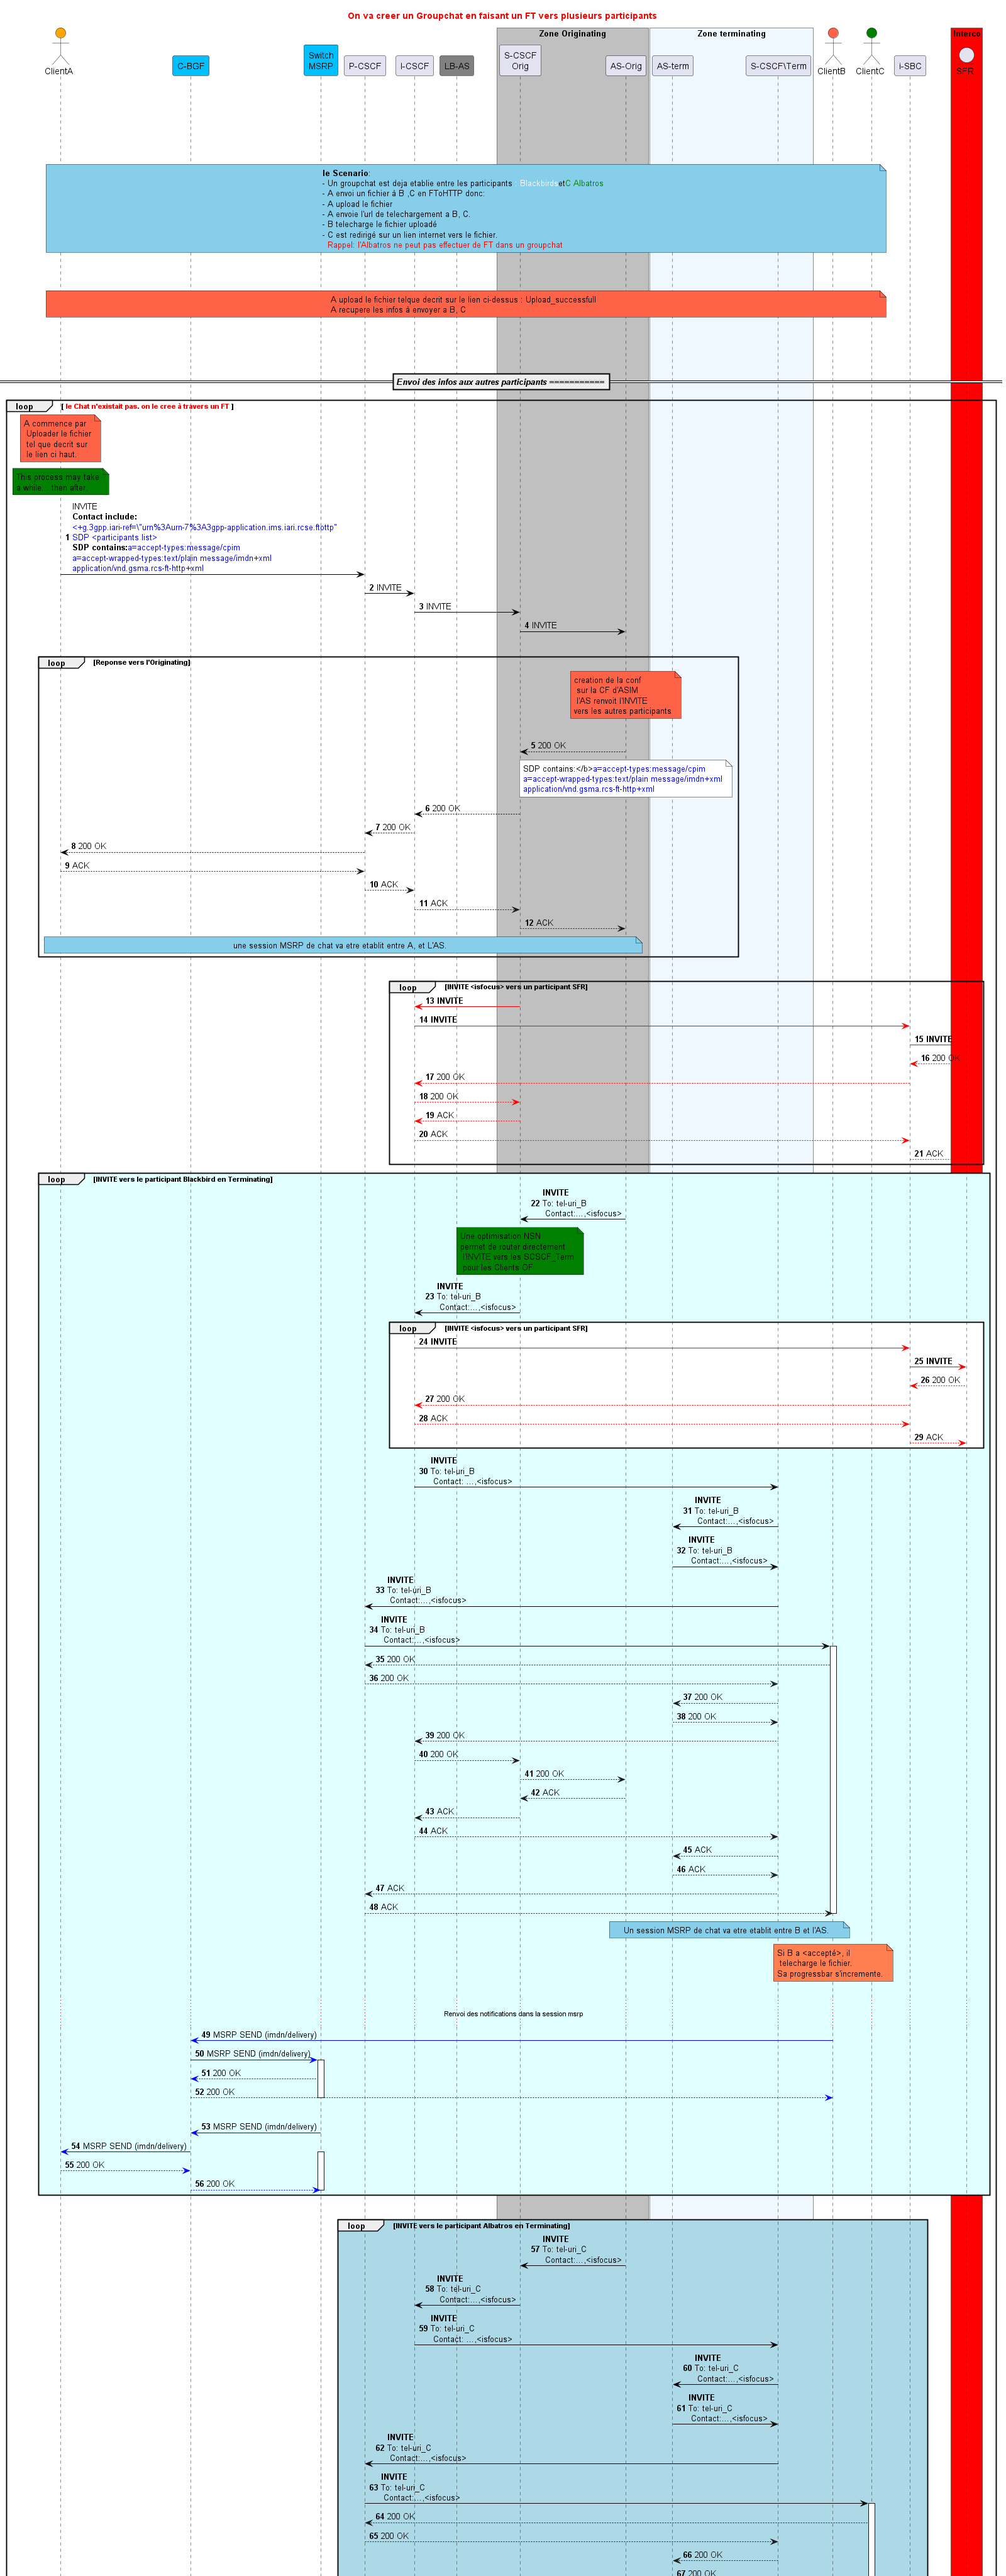 On va creer un Groupchat en faisant un FT vers plusieurs participants
Zone Originating
Zone terminating
Interco
ClientA
C-BGF
Switch
MSRP
P-CSCF
I-CSCF
LB-AS
S-CSCF
Orig
AS-Orig
AS-term
S-CSCF\Term
ClientB
ClientC
i-SBC
SFR
le Scenario:
- Un groupchat est deja etablie entre les participants Blackbirds et C Albatros
- A envoi un fichier á B ,C en FToHTTP donc:
- A upload le fichier
- A envoie l'url de telechargement a B, C.
- B telecharge le fichier uploadé
- C est redirigé sur un lien internet vers le fichier.
Rappel: l'Albatros ne peut pas effectuer de FT dans un groupchat
A upload le fichier telque decrit sur le lien ci-dessus : Upload_successfull
A recupere les infos á envoyer a B, C
Envoi des infos aux autres participants ===========
loop [ le Chat n'existait pas. on le cree à travers un FT ]
A commence par
Uploader le fichier
tel que decrit sur
le lien ci haut.
This process may take
a while....then after..
INVITE
Contact include:
<+g.3gpp.iari-ref=\"urn%3Aurn-7%3A3gpp-application.ims.iari.rcse.ftottp"
1 SDP <participants list>
SDP contains:a=accept-types:message/cpim
a=accept-wrapped-types:text/plain message/imdn+xml
application/vnd.gsma.rcs-ft-http+xml
2 INVITE
3 INVITE
4 INVITE
loop [Reponse vers l'Originating]
creation de la conf
sur la CF d'ASIM
l'AS renvoit l'INVITE
vers les autres participants
5 200 OK
SDP contains:</b>a=accept-types:message/cpim
a=accept-wrapped-types:text/plain message/imdn+xml
application/vnd.gsma.rcs-ft-http+xml
6 200 OK
7 200 OK
8 200 OK
9 ACK
10 ACK
11 ACK
12 ACK
une session MSRP de chat va etre etablit entre A, et L'AS.
loop [INVITE <isfocus> vers un participant SFR]
13 INVITE
14 INVITE
15 INVITE
16 200 OK
17 200 OK
18 200 OK
19 ACK
20 ACK
21 ACK
loop [INVITE vers le participant Blackbird en Terminating]
INVITE
22 To: tel-uri_B
Contact:...,<isfocus>
Une optimisation NSN
permet de router directement
l'INVITE vers les SCSCF_Term
pour les Clients OF
INVITE
23 To: tel-uri_B
Contact:...,<isfocus>
loop [INVITE <isfocus> vers un participant SFR]
24 INVITE
25 INVITE
26 200 OK
27 200 OK
28 ACK
29 ACK
INVITE
30 To: tel-uri_B
Contact: ...,<isfocus>
INVITE
31 To: tel-uri_B
Contact:...,<isfocus>
INVITE
32 To: tel-uri_B
Contact:...,<isfocus>
INVITE
33 To: tel-uri_B
Contact:...,<isfocus>
INVITE
34 To: tel-uri_B
Contact:...,<isfocus>
35 200 OK
36 200 OK
37 200 OK
38 200 OK
39 200 OK
40 200 OK
41 200 OK
42 ACK
43 ACK
44 ACK
45 ACK
46 ACK
47 ACK
48 ACK
Un session MSRP de chat va etre etablit entre B et l'AS.
Si B a <accepté>, il
telecharge le fichier.
Sa progressbar s'incremente.
Renvoi des notifications dans la session msrp
49 MSRP SEND (imdn/delivery)
50 MSRP SEND (imdn/delivery)
51 200 OK
52 200 OK
53 MSRP SEND (imdn/delivery)
54 MSRP SEND (imdn/delivery)
55 200 OK
56 200 OK
loop [INVITE vers le participant Albatros en Terminating]
INVITE
57 To: tel-uri_C
Contact:...,<isfocus>
INVITE
58 To: tel-uri_C
Contact:...,<isfocus>
INVITE
59 To: tel-uri_C
Contact: ...,<isfocus>
INVITE
60 To: tel-uri_C
Contact:...,<isfocus>
INVITE
61 To: tel-uri_C
Contact:...,<isfocus>
INVITE
62 To: tel-uri_C
Contact:...,<isfocus>
INVITE
63 To: tel-uri_C
Contact:...,<isfocus>
64 200 OK
65 200 OK
66 200 OK
67 200 OK